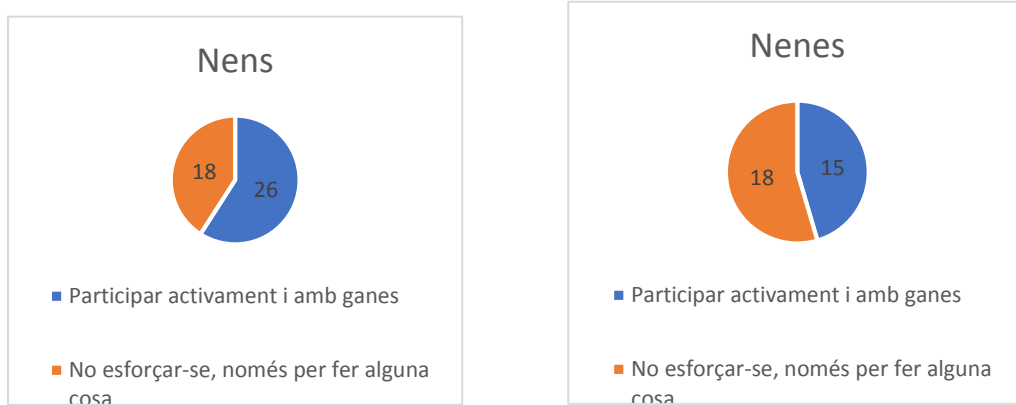 Nens
18
26
Participar activament i amb ganes
No esforçar-se, només per fer alguna
cosa
Nenes
18
15
Participar activament i amb ganes
No esforçar-se, només per fer alguna
cosa